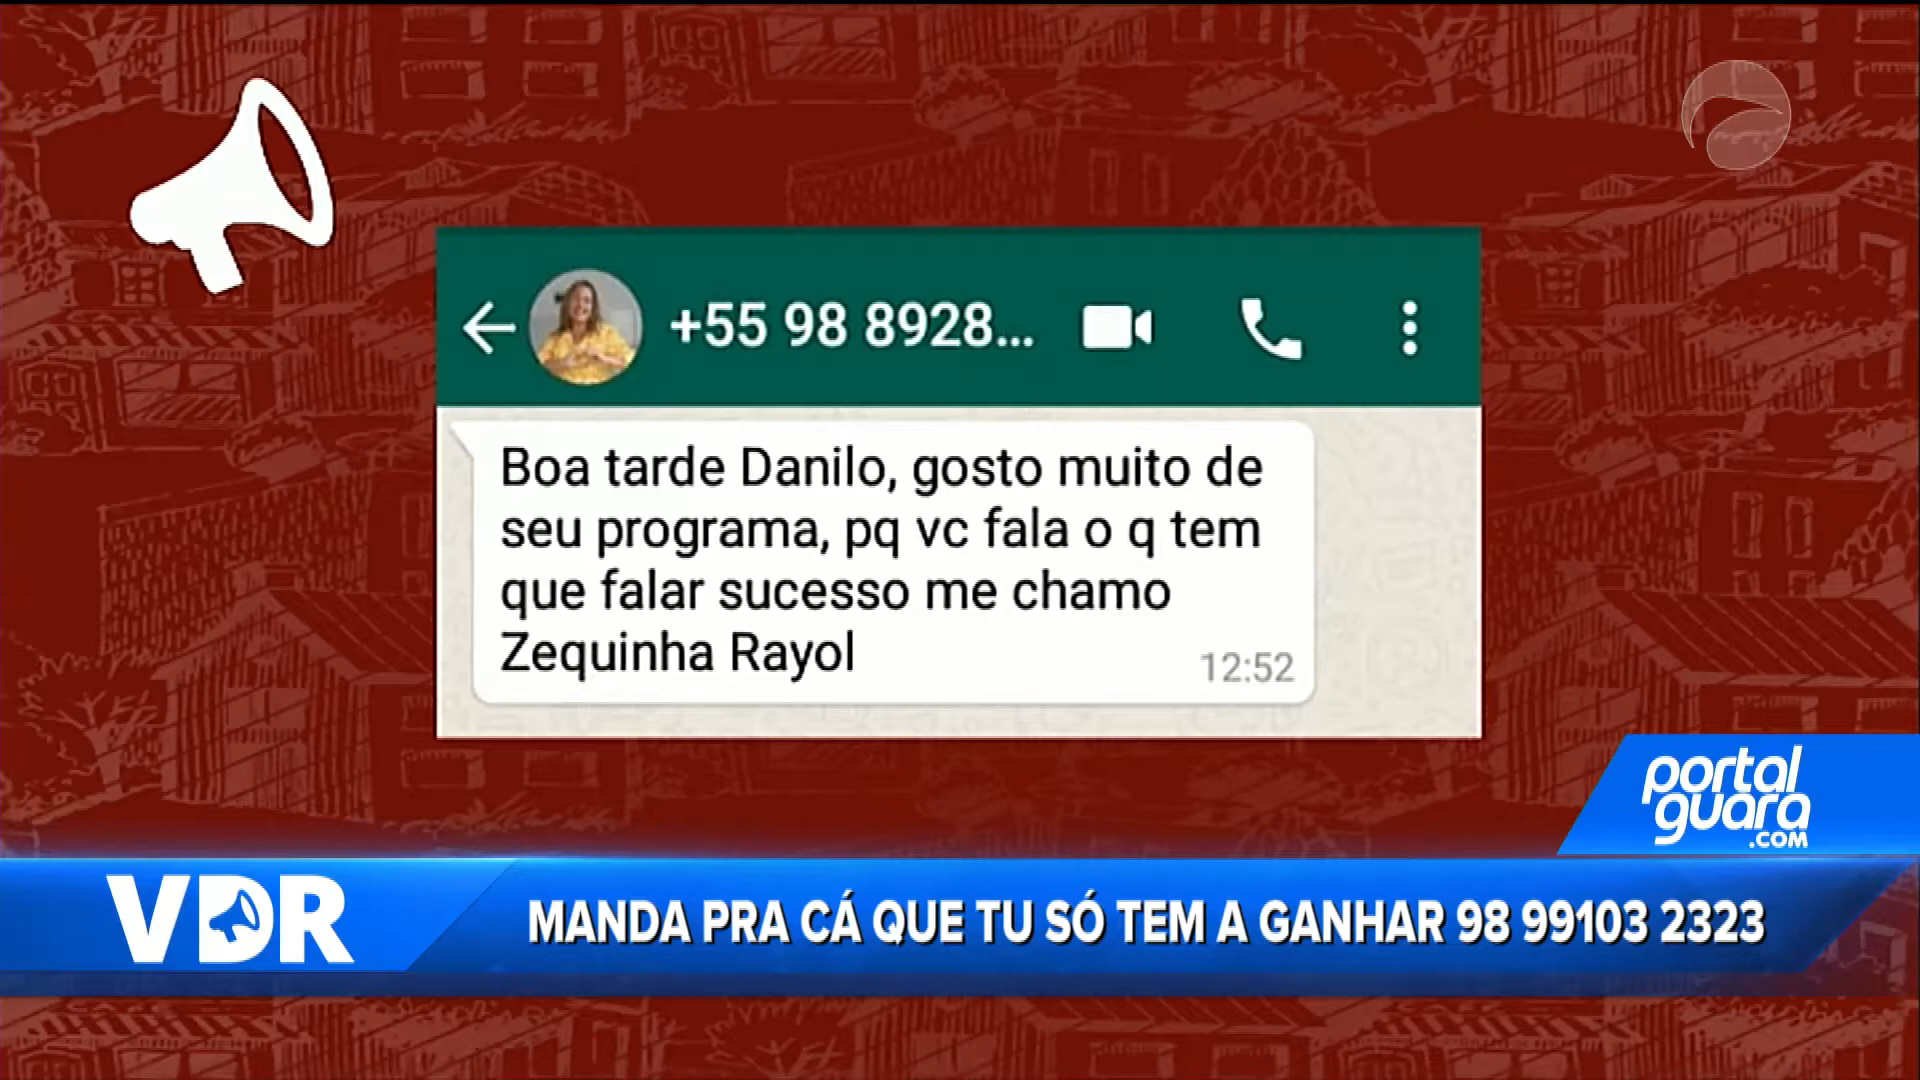 +55 98 8928...
Boa tarde Danilo, gosto muito de
seu programa, pq vc fala o q tem
que falar sucesso me chamo
Zequinha Rayol
12:52
portal
guara
.COM
VDR
MANDA PRA CÁ QUE TU SÓ TEM A GANHAR 98 99103 2323